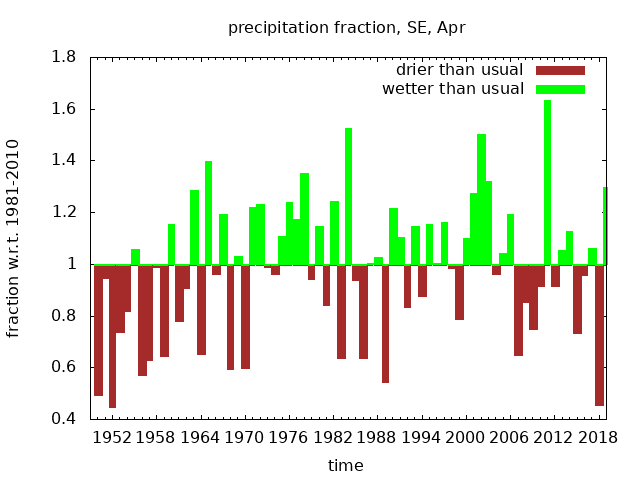 precipitation fraction, SE, Apr
drier than usual
wetter than usual
fraction w.r.t. 1981-2010
1.8
1.6
1.4
1.2
1
0.8
0.6
0.4
1952 1958 1964 1970 1976 1982 1988 1994 2000 2006 2012 2018
time